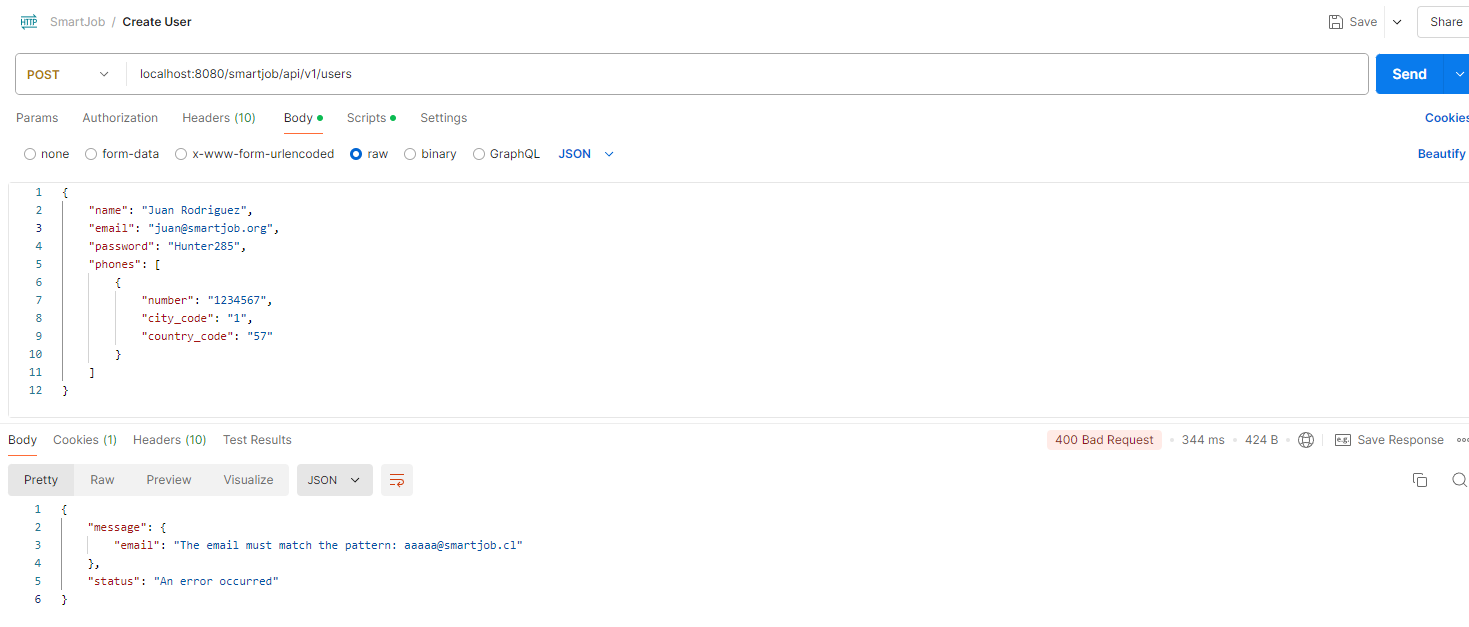 HTTP SmartJob / Create User Save Share
POST localhost:8080/smartjob/api/v1/users Send
Params Authorization Headers (10) Body Scripts Settings Cookies
none form-data x-www-form-urlencoded raw binary GraphQL JSON Beautify
1 {
2 "name": "Juan Rodriguez",
3 "email": "juan@smartjob.org",
4 "password": "Hunter285",
5 "phones": [
6 {
7 "number": "1234567",
8 "city_code": "1",
9 "country_code": "57"
10 }
11 ]
12 }
Body Cookies (1) Headers (10) Test Results 400 Bad Request • 344 ms • 424 B • e.g. Save Response
Pretty Raw Preview Visualize JSON
1 {
2 "message": {
3 "email": "The email must match the pattern: aaaaa@smartjob.cl"
4 },
5 "status": "An error occurred"
6 }